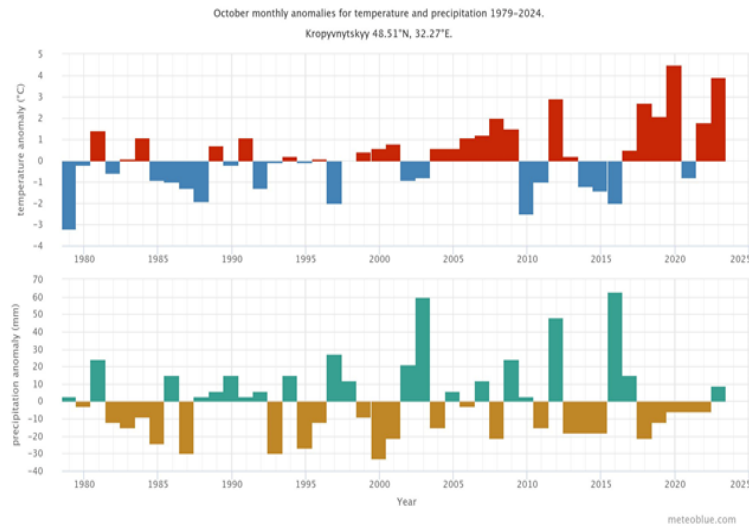 October monthly anomalies for temperature and precipitation 1979-2024.
Kropyvnytskyy 48.51°N, 32.27°E.
temperature anomaly (°C)
5
4
3
2
1
0
-1
-2
-3
-4
1980 1985 1990 1995 2000 2005 2010 2015 2020 2025
precipitation anomaly (mm)
70
60
50
40
30
20
10
0
-10
-20
-30
-40
1980 1985 1990 1995 2000 2005 2010 2015 2020 2025
Year
meteoblue.com